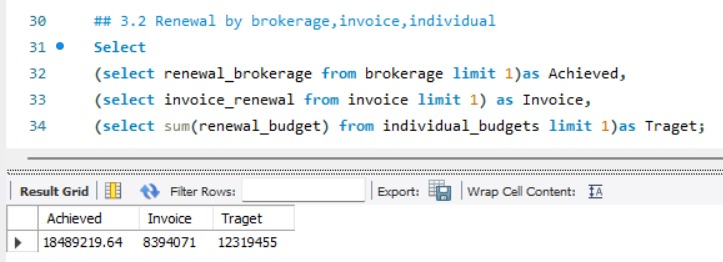 30 ## 3.2 Renewal by brokerage,invoice,individual
31 Select
32 (select renewal_brokerage from brokerage limit 1)as Achieved,
33 (select invoice_renewal from invoice limit 1) as Invoice,
34 (select sum(renewal_budget) from individual_budgets limit 1)as Traget;
Result Grid Filter Rows: Export: Wrap Cell Content: IA
Achieved Invoice Traget
18489219.64 8394071 12319455